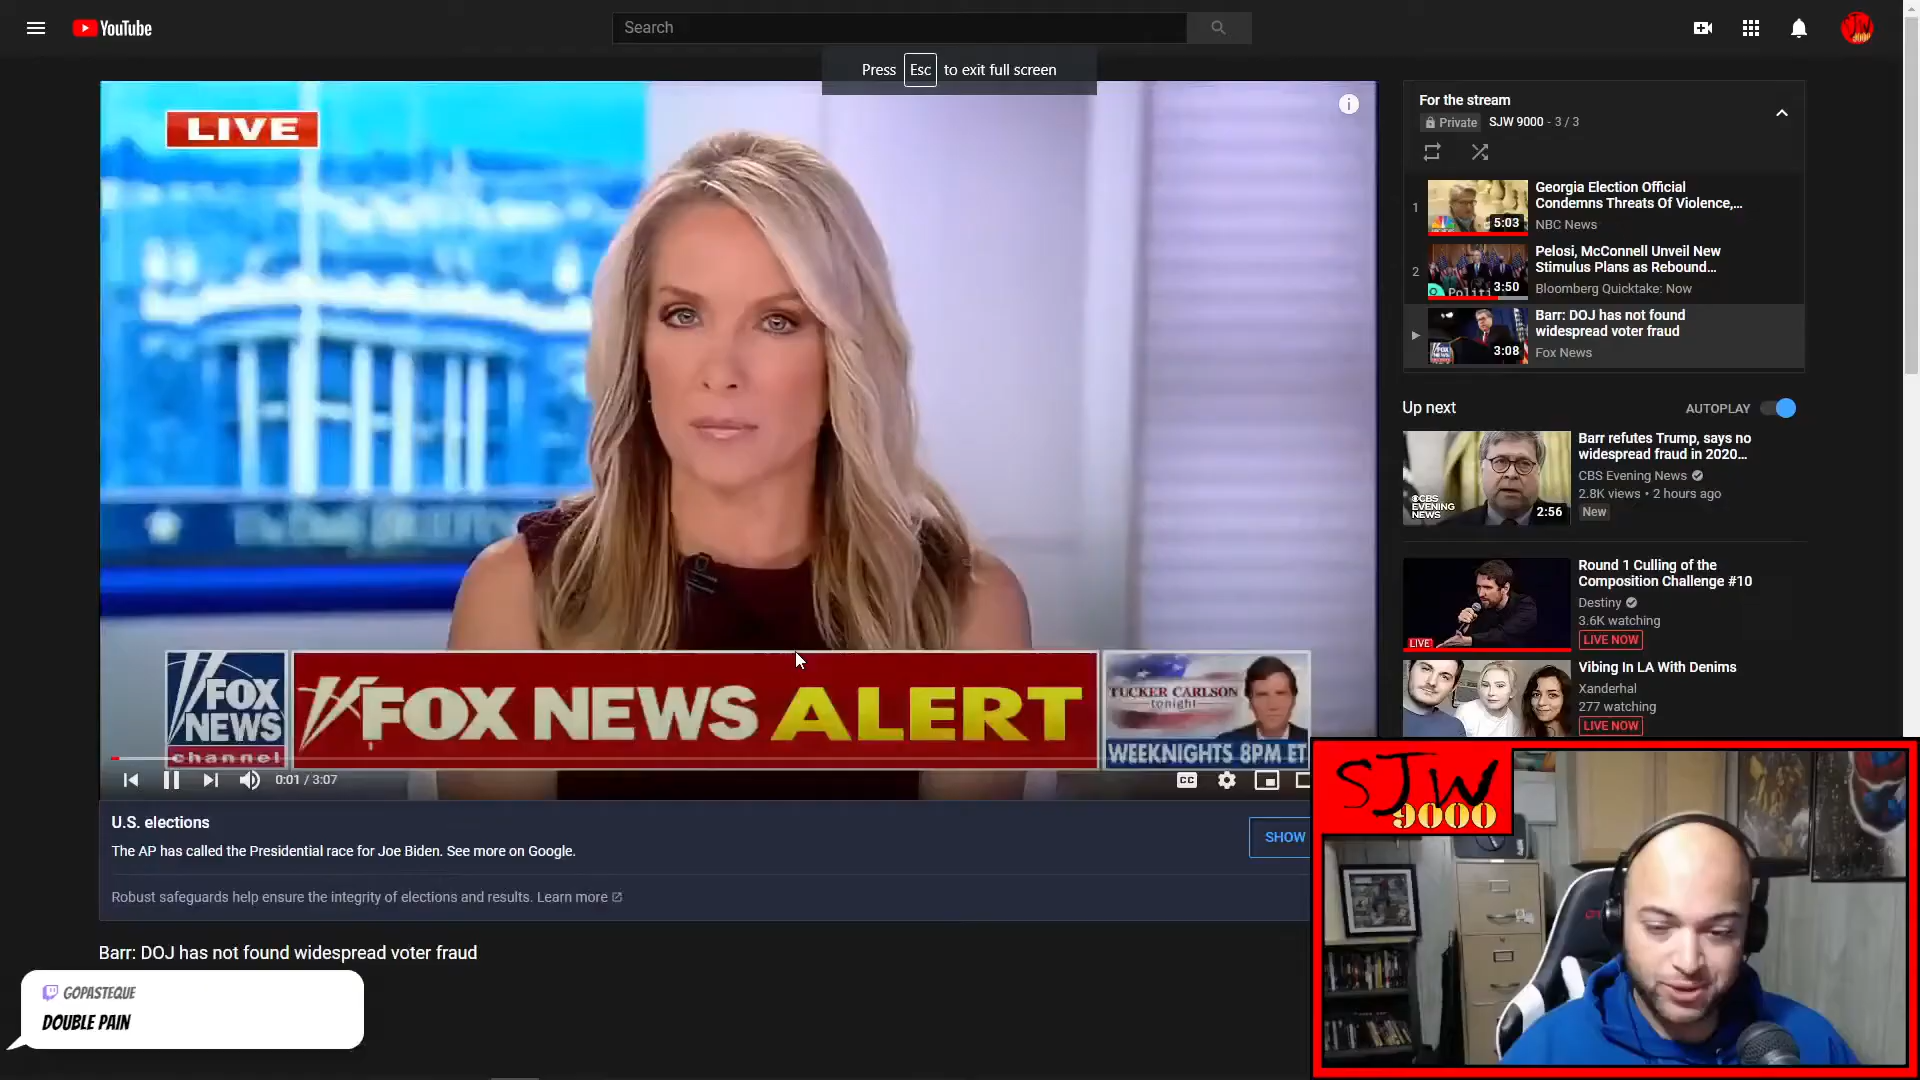 YouTube
Search
SJW
9000
Press Esc to exit full screen
LIVE
i
FOX
NEWS
channel
FOX NEWS ALERT
TUCKER CARLSON
tonight
WEEKNIGHTS 8PM ET
0:01 / 3:07
CC
U.S. elections
The AP has called the Presidential race for Joe Biden. See more on Google.
SHOW
Robust safeguards help ensure the integrity of elections and results. Learn more
Barr: DOJ has not found widespread voter fraud
GOPASTEQUE
DOUBLE PAIN
For the stream
Private SJW 9000 - 3 / 3
1
5:03
Georgia Election Official
Condemns Threats Of Violence,...
NBC News
2
Politi
3:50
Pelosi, McConnell Unveil New
Stimulus Plans as Rebound...
Bloomberg Quicktake: Now
FOX
NEWS
3:08
Barr: DOJ has not found
widespread voter fraud
Fox News
Up next
AUTOPLAY
CBS
EVENING
NEWS
2:56
Barr refutes Trump, says no
widespread fraud in 2020...
CBS Evening News
2.8K views • 2 hours ago
New
LIVE
Round 1 Culling of the
Composition Challenge #10
Destiny
3.6K watching
LIVE NOW
Vibing In LA With Denims
Xanderhal
277 watching
LIVE NOW
SJW
9000